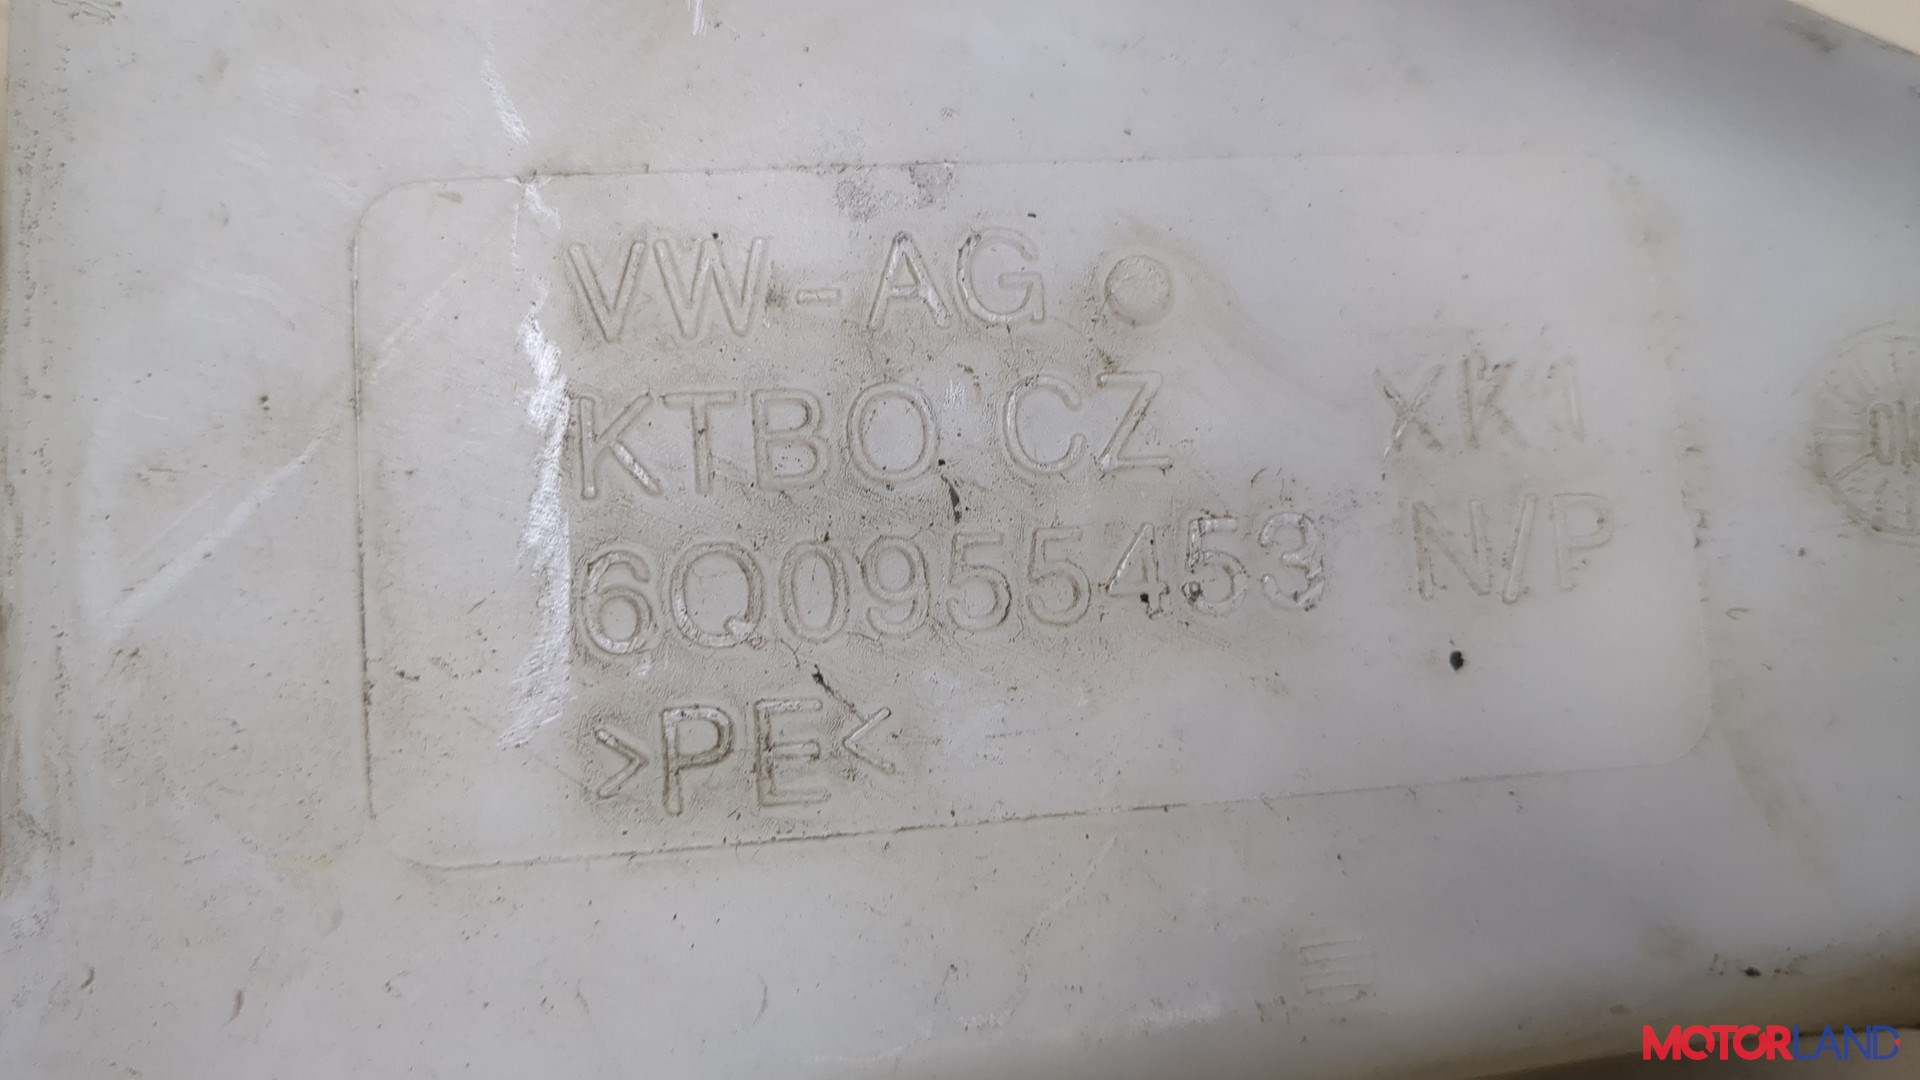 VW-AG
KTBO CZ XK1
6Q0955453 N/P
>PE<
MOTORLAND